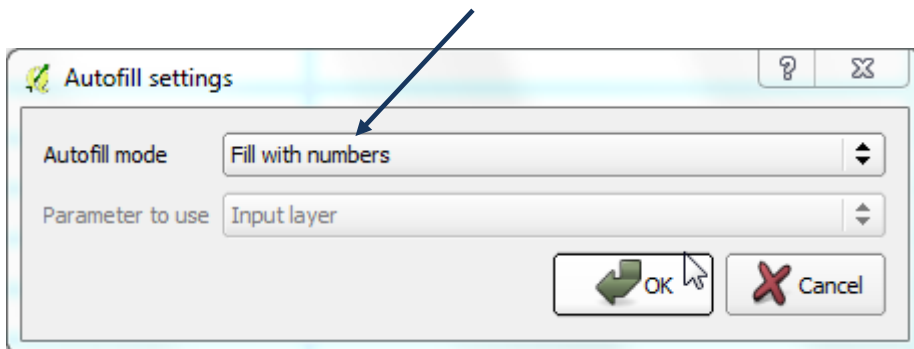 Autofill settings
Autofill mode Fill with numbers
Parameter to use Input layer
OK Cancel